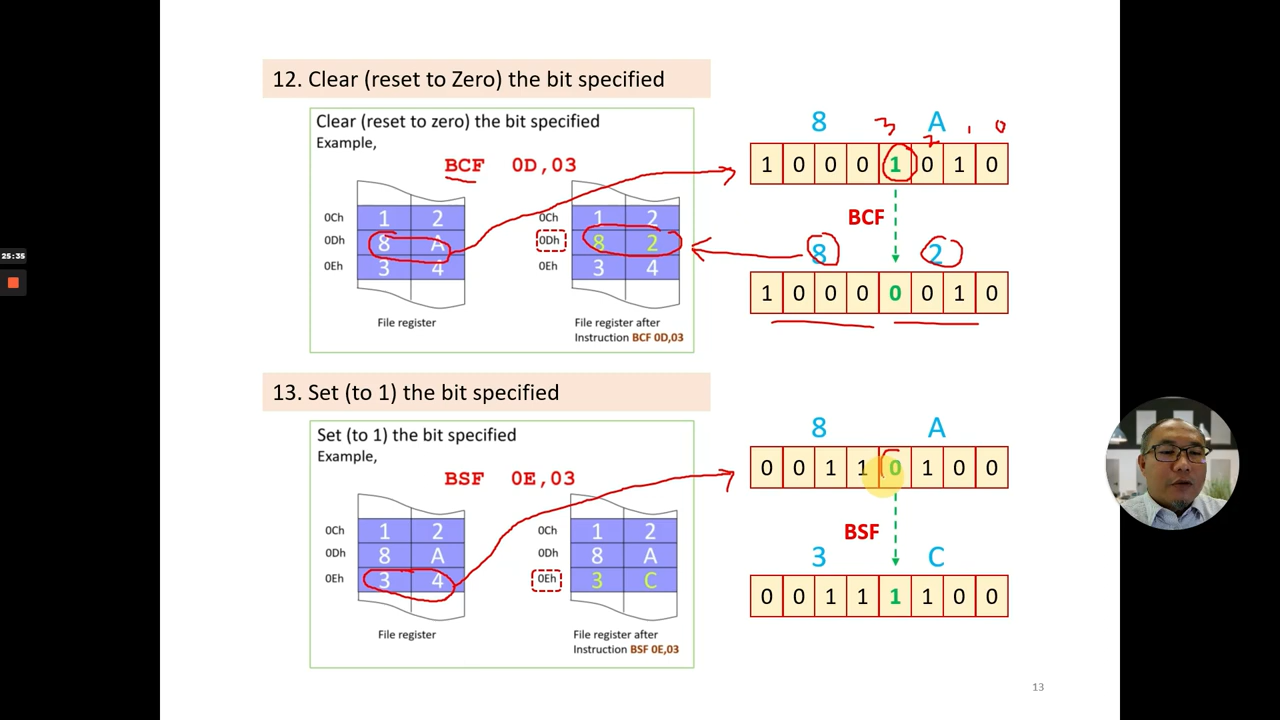 12. Clear (reset to Zero) the bit specified
Clear (reset to zero) the bit specified
Example,
BCF 0D,03
0Ch 1 2
0Dh 8 A
0Eh 3 4
File register
0Ch 1 2
0Dh 8 2
0Eh 3 4
File register after
Instruction BCF 0D,03
8 A
3 2 1 0
1 0 0 0 1 0 1 0
BCF
8 2
1 0 0 0 0 0 1 0
25:35
13. Set (to 1) the bit specified
Set (to 1) the bit specified
Example,
BSF 0E,03
0Ch 1 2
0Dh 8 A
0Eh 3 4
File register
0Ch 1 2
0Dh 8 A
0Eh 3 C
File register after
Instruction BSF 0E,03
8 A
0 0 1 1 0 1 0 0
BSF
3 C
0 0 1 1 1 1 0 0
13